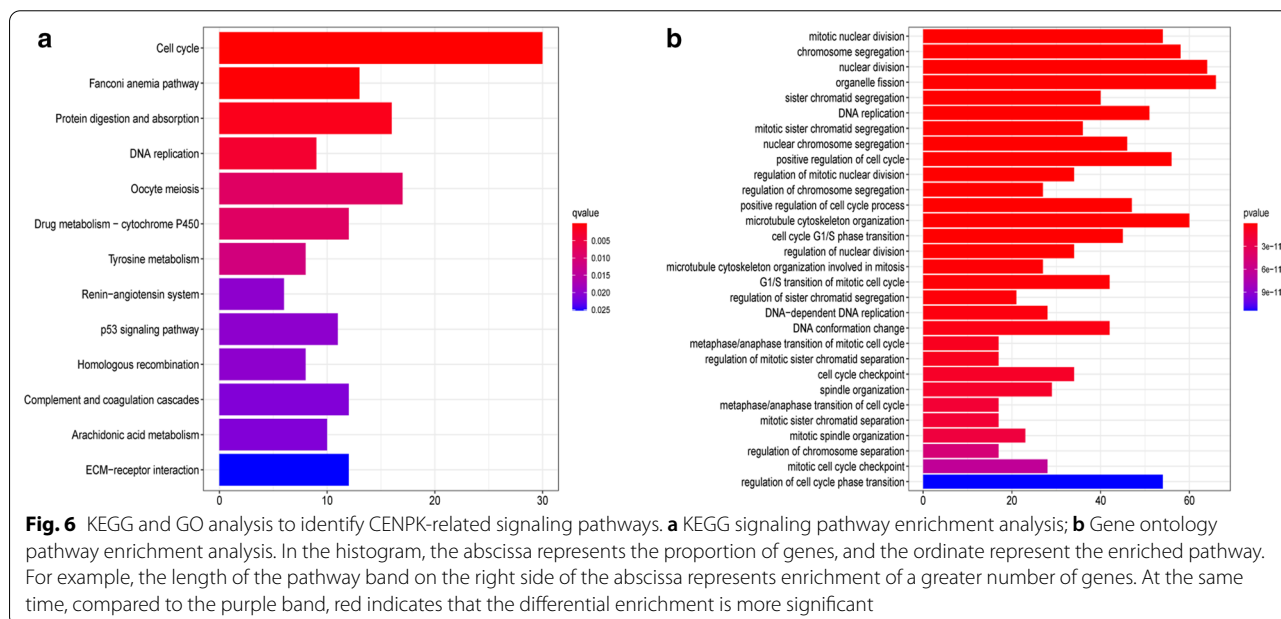 a
Cell cycle
Fanconi anemia pathway
Protein digestion and absorption
DNA replication
Oocyte meiosis
Drug metabolism − cytochrome P450
Tyrosine metabolism
Renin−angiotensin system
p53 signaling pathway
Homologous recombination
Complement and coagulation cascades
Arachidonic acid metabolism
ECM−receptor interaction
0 10 20 30
qvalue
0.005
0.010
0.015
0.020
0.025
b
mitotic nuclear division
chromosome segregation
nuclear division
organelle fission
sister chromatid segregation
DNA replication
mitotic sister chromatid segregation
nuclear chromosome segregation
positive regulation of cell cycle
regulation of mitotic nuclear division
regulation of chromosome segregation
positive regulation of cell cycle process
microtubule cytoskeleton organization
cell cycle G1/S phase transition
regulation of nuclear division
microtubule cytoskeleton organization involved in mitosis
G1/S transition of mitotic cell cycle
regulation of sister chromatid segregation
DNA−dependent DNA replication
DNA conformation change
metaphase/anaphase transition of mitotic cell cycle
regulation of mitotic sister chromatid separation
cell cycle checkpoint
spindle organization
metaphase/anaphase transition of cell cycle
mitotic sister chromatid separation
mitotic spindle organization
regulation of chromosome separation
mitotic cell cycle checkpoint
regulation of cell cycle phase transition
0 20 40 60
pvalue
3e−11
6e−11
9e−11
Fig. 6 KEGG and GO analysis to identify CENPK-related signaling pathways. a KEGG signaling pathway enrichment analysis; b Gene ontology
pathway enrichment analysis. In the histogram, the abscissa represents the proportion of genes, and the ordinate represent the enriched pathway.
For example, the length of the pathway band on the right side of the abscissa represents enrichment of a greater number of genes. At the same
time, compared to the purple band, red indicates that the differential enrichment is more significant